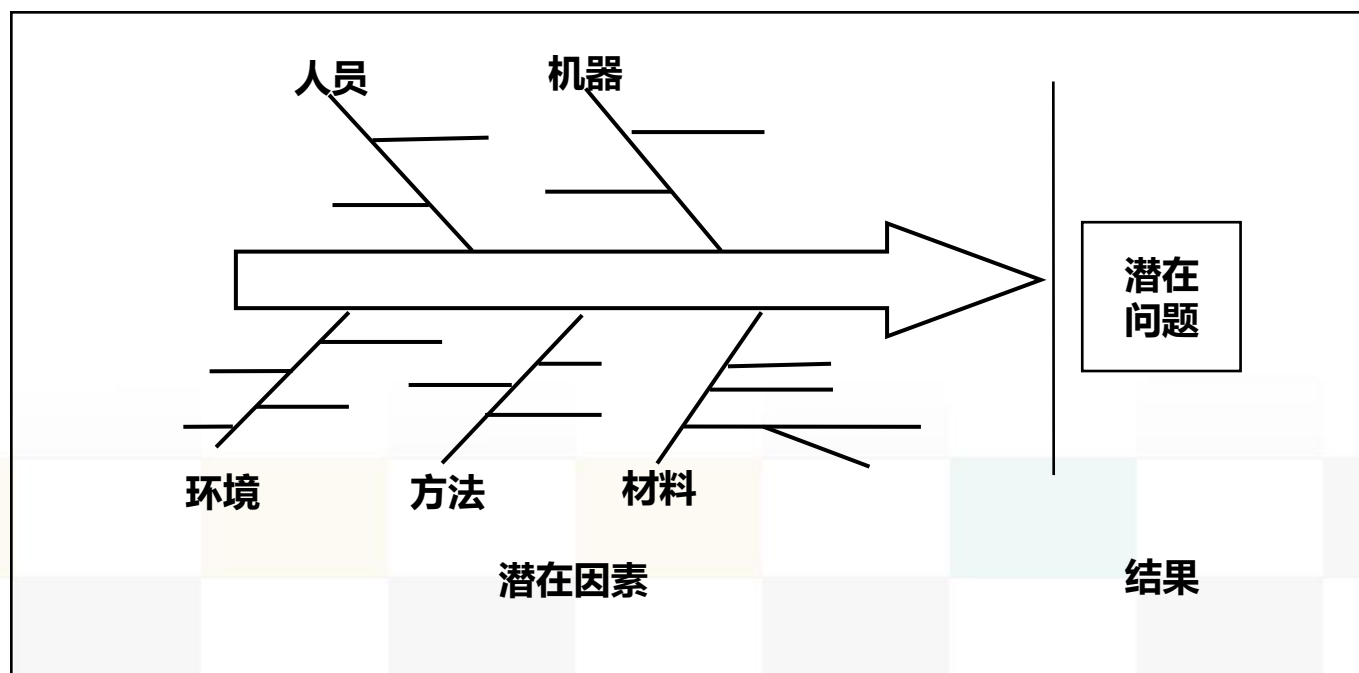 人员
机器
潜在
问题
环境
方法
材料
潜在因素
结果